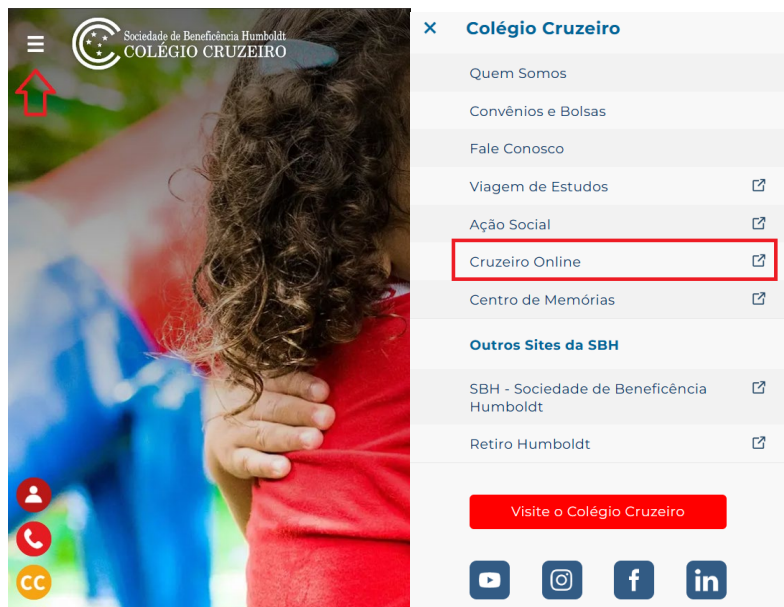 Sociedade de Beneficência Humboldt
COLÉGIO CRUZEIRO
CC
Colégio Cruzeiro
Quem Somos
Convênios e Bolsas
Fale Conosco
Viagem de Estudos
Ação Social
Cruzeiro Online
Centro de Memórias
Outros Sites da SBH
SBH - Sociedade de Beneficência
Humboldt
Retiro Humboldt
Visite o Colégio Cruzeiro
f
in